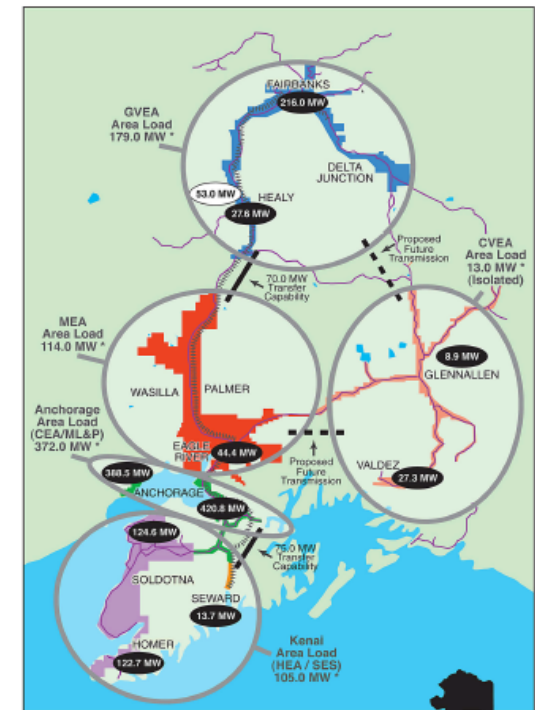 FAIRBANKS
216.0 MW
GVEA
Area Load
179.0 MW *
DELTA
JUNCTION
53.0 MW
HEALY
27.6 MW
Proposed
Future
Transmission
CVEA
Area Load
13.0 MW *
(Isolated)
70.0 MW
Transfer
Capability
MEA
Area Load
114.0 MW *
8.9 MW
GLENNALLEN
WASILLA
PALMER
Anchorage
Area Load
(CEA/ML&P)
372.0 MW *
EAGLE
RIVER
44.4 MW
Proposed
Future
Transmission
VALDEZ
27.3 MW
388.5 MW
ANCHORAGE
420.8 MW
124.6 MW
75.0 MW
Transfer
Capability
SOLDOTNA
SEWARD
13.7 MW
HOMER
122.7 MW
Kenai
Area Load
(HEA / SES)
105.0 MW *